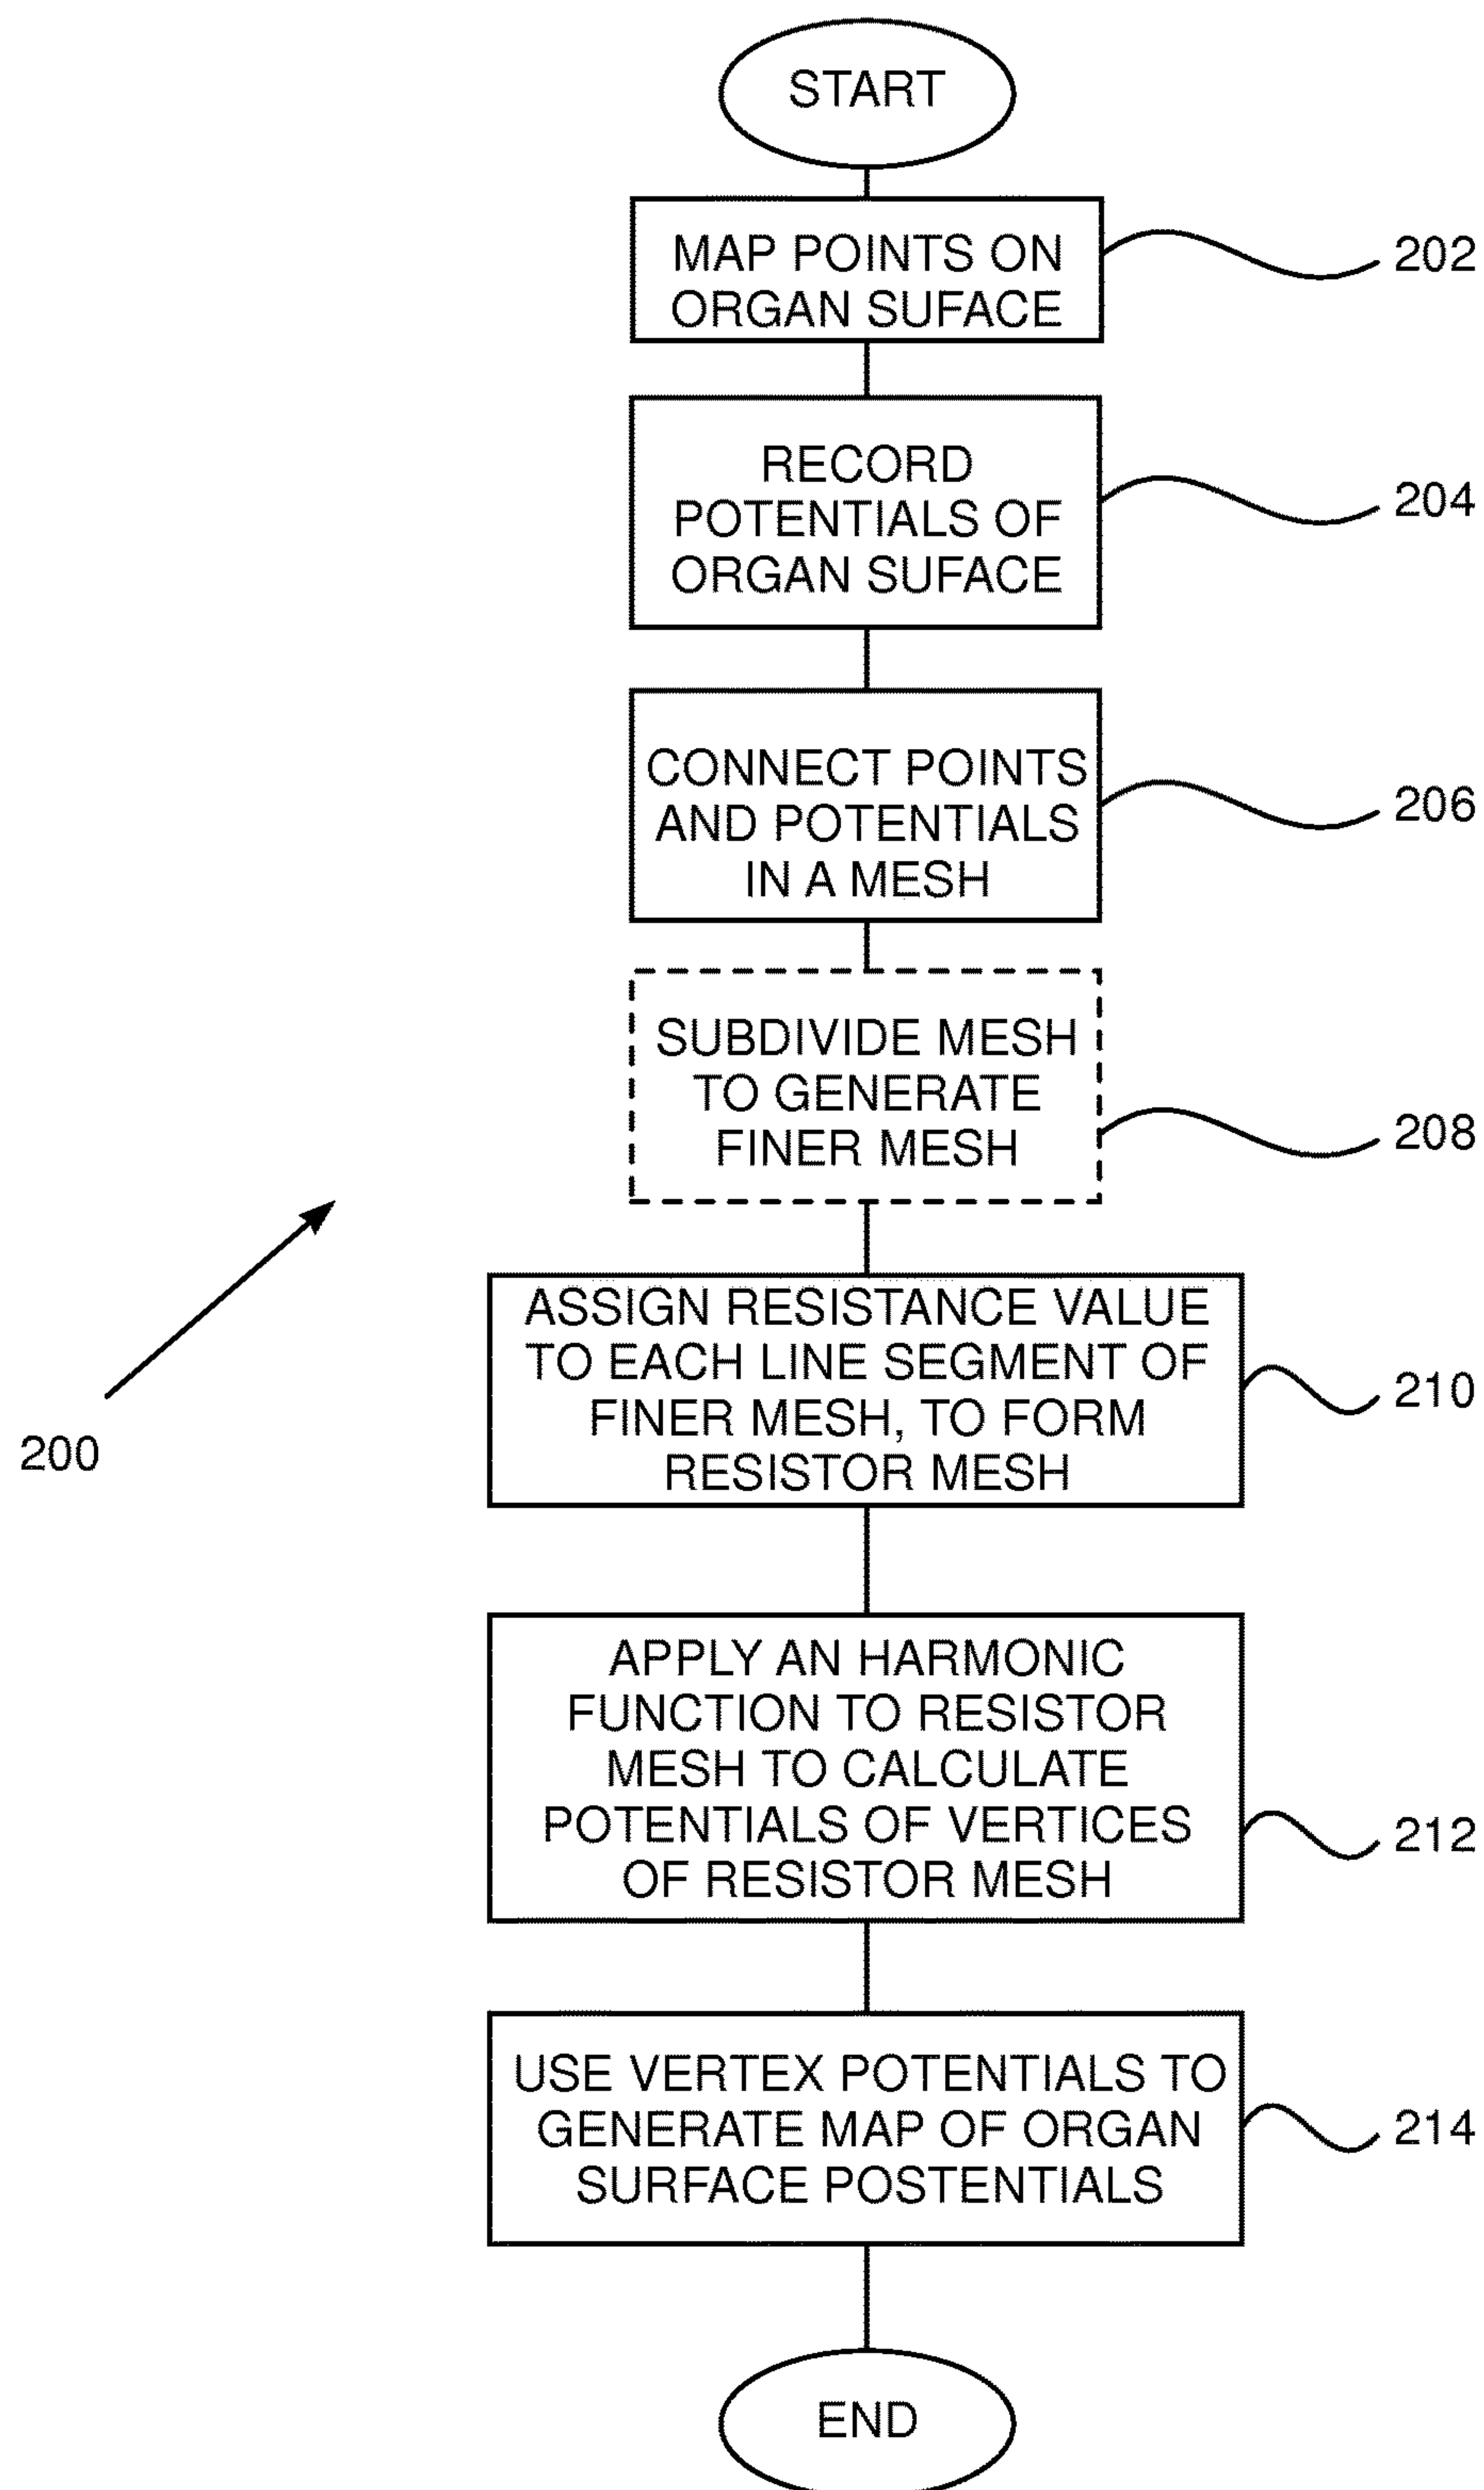 START
MAP POINTS ON
ORGAN SUFACE
202
RECORD
POTENTIALS OF
ORGAN SUFACE
204
CONNECT POINTS
AND POTENTIALS
IN A MESH
206
SUBDIVIDE MESH
TO GENERATE
FINER MESH
208
200
ASSIGN RESISTANCE VALUE
TO EACH LINE SEGMENT OF
FINER MESH, TO FORM
RESISTOR MESH
210
APPLY AN HARMONIC
FUNCTION TO RESISTOR
MESH TO CALCULATE
POTENTIALS OF VERTICES
OF RESISTOR MESH
212
USE VERTEX POTENTIALS TO
GENERATE MAP OF ORGAN
SURFACE POSTENTIALS
214
END